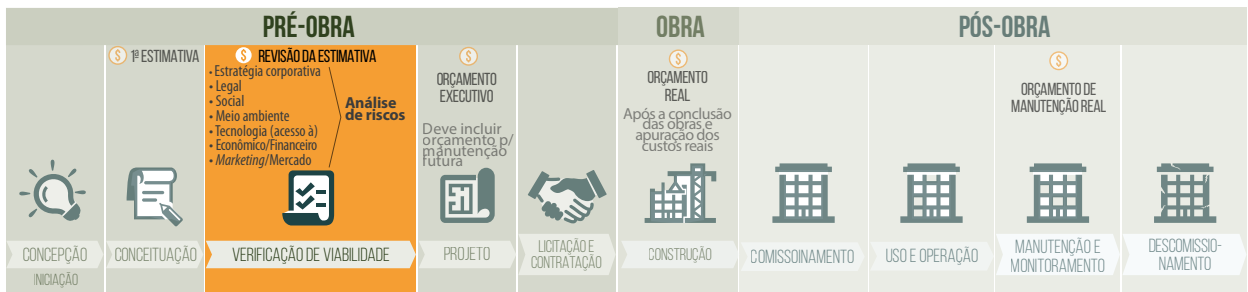 PRÉ-OBRA
OBRA
PÓS-OBRA
$ 1ª ESTIMATIVA
$ REVISÃO DA ESTIMATIVA
• Estratégia corporativa
• Legal
• Social
• Meio ambiente
• Tecnologia (acesso à)
• Econômico/Financeiro
• Marketing/Mercado
Análise
de riscos
$
ORÇAMENTO
EXECUTIVO
Deve incluir
orçamento p/
manutenção
futura
$
ORÇAMENTO
REAL
Após a conclusão
das obras e
apuração dos
custos reais
$
ORÇAMENTO DE
MANUTENÇÃO REAL
CONCEPÇÃO
INICIAÇÃO
CONCEITUAÇÃO
VERIFICAÇÃO DE VIABILIDADE
PROJETO
LICITAÇÃO E
CONTRATAÇÃO
CONSTRUÇÃO
COMISSOINAMENTO
USO E OPERAÇÃO
MANUTENÇÃO E
MONITORAMENTO
DESCOMISSIO-
NAMENTO